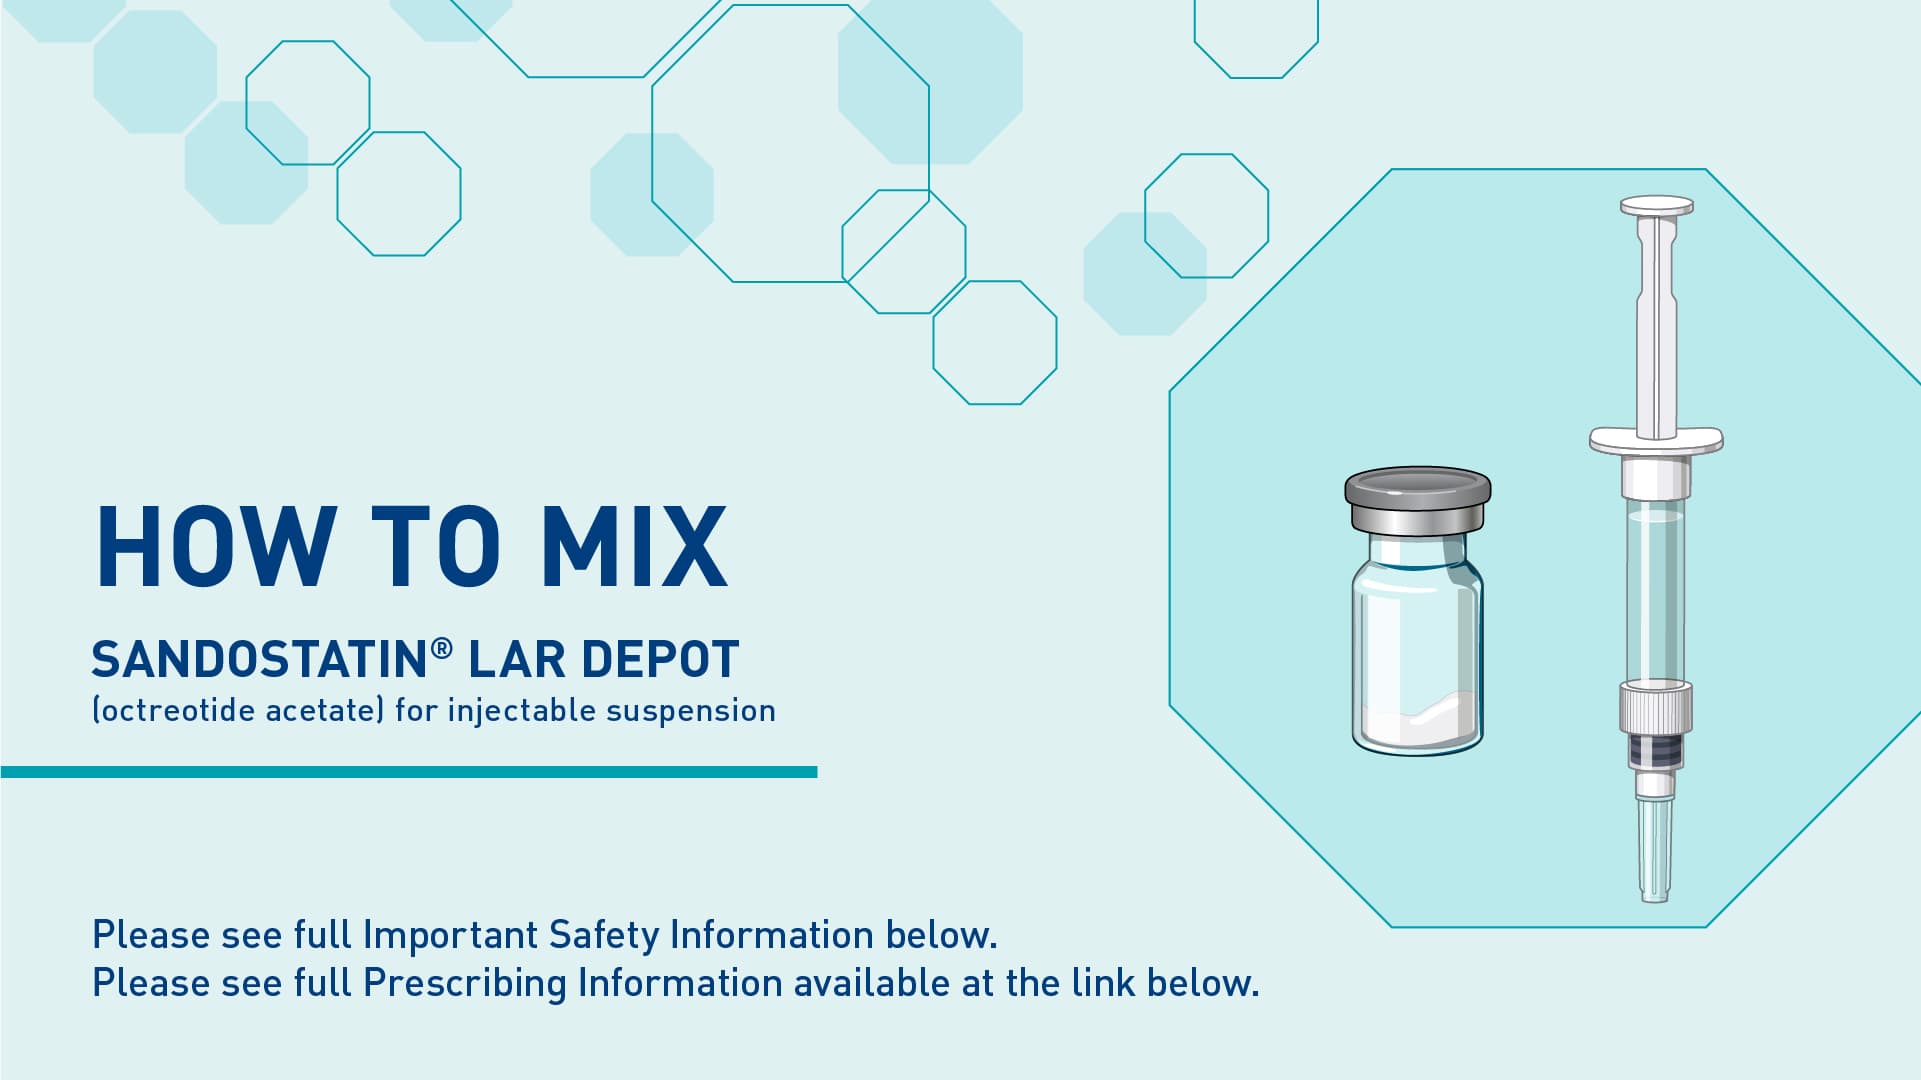 HOW TO MIX
SANDOSTATIN® LAR DEPOT
(octreotide acetate) for injectable suspension
Please see full Important Safety Information below.
Please see full Prescribing Information available at the link below.